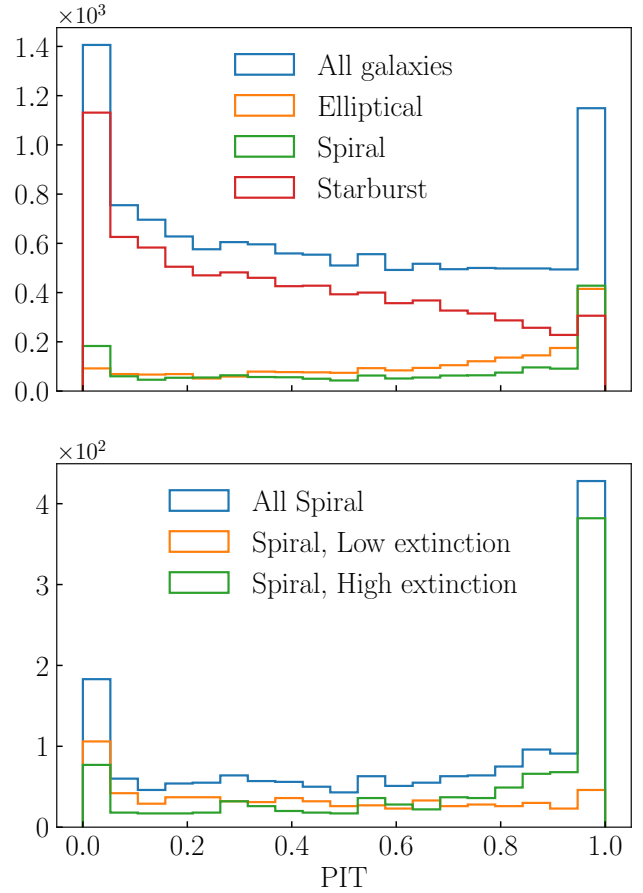 ×10³
1.4
1.2
1.0
0.8
0.6
0.4
0.2
0.0
All galaxies
Elliptical
Spiral
Starburst
×10²
4
3
2
1
0
All Spiral
Spiral, Low extinction
Spiral, High extinction
0.0 0.2 0.4 0.6 0.8 1.0
PIT